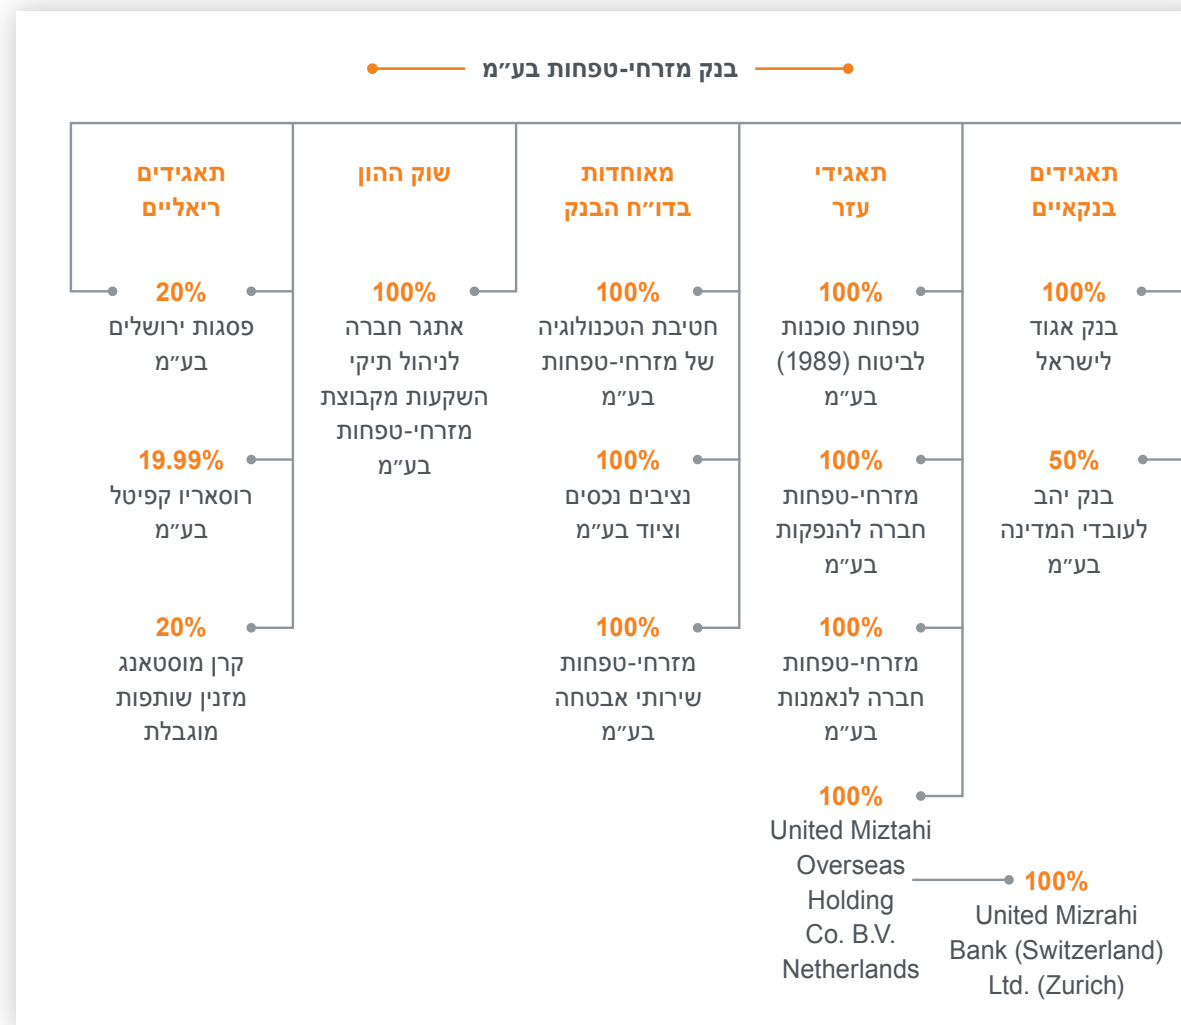 בנק מזרחי-טפחות בע״מ
תאגידים
בנקאיים
100%
בנק אגוד
לישראל
50%
בנק יהב
לעובדי המדינה
בע״מ
תאגידי
עזר
100%
טפחות סוכנות
לביטוח (1989)
בע״מ
100%
מזרחי-טפחות
חברה להנפקות
בע״מ
100%
מזרחי-טפחות
חברה לנאמנות
בע״מ
100%
United Miztahi
Overseas
Holding
Co. B.V.
Netherlands
100%
United Mizrahi
Bank (Switzerland)
Ltd. (Zurich)
מאוחדות
בדו״ח הבנק
100%
חטיבת הטכנולוגיה
של מזרחי-טפחות
בע״מ
100%
נציבים נכסים
וציוד בע״מ
100%
מזרחי-טפחות
שירותי אבטחה
בע״מ
שוק ההון
100%
אתגר חברה
לניהול תיקי
השקעות מקבוצת
מזרחי-טפחות
בע״מ
תאגידים
ריאליים
20%
פסגות ירושלים
בע״מ
19.99%
רוסאריו קפיטל
בע״מ
20%
קרן מוסטאנג
מזנין שותפות
מוגבלת